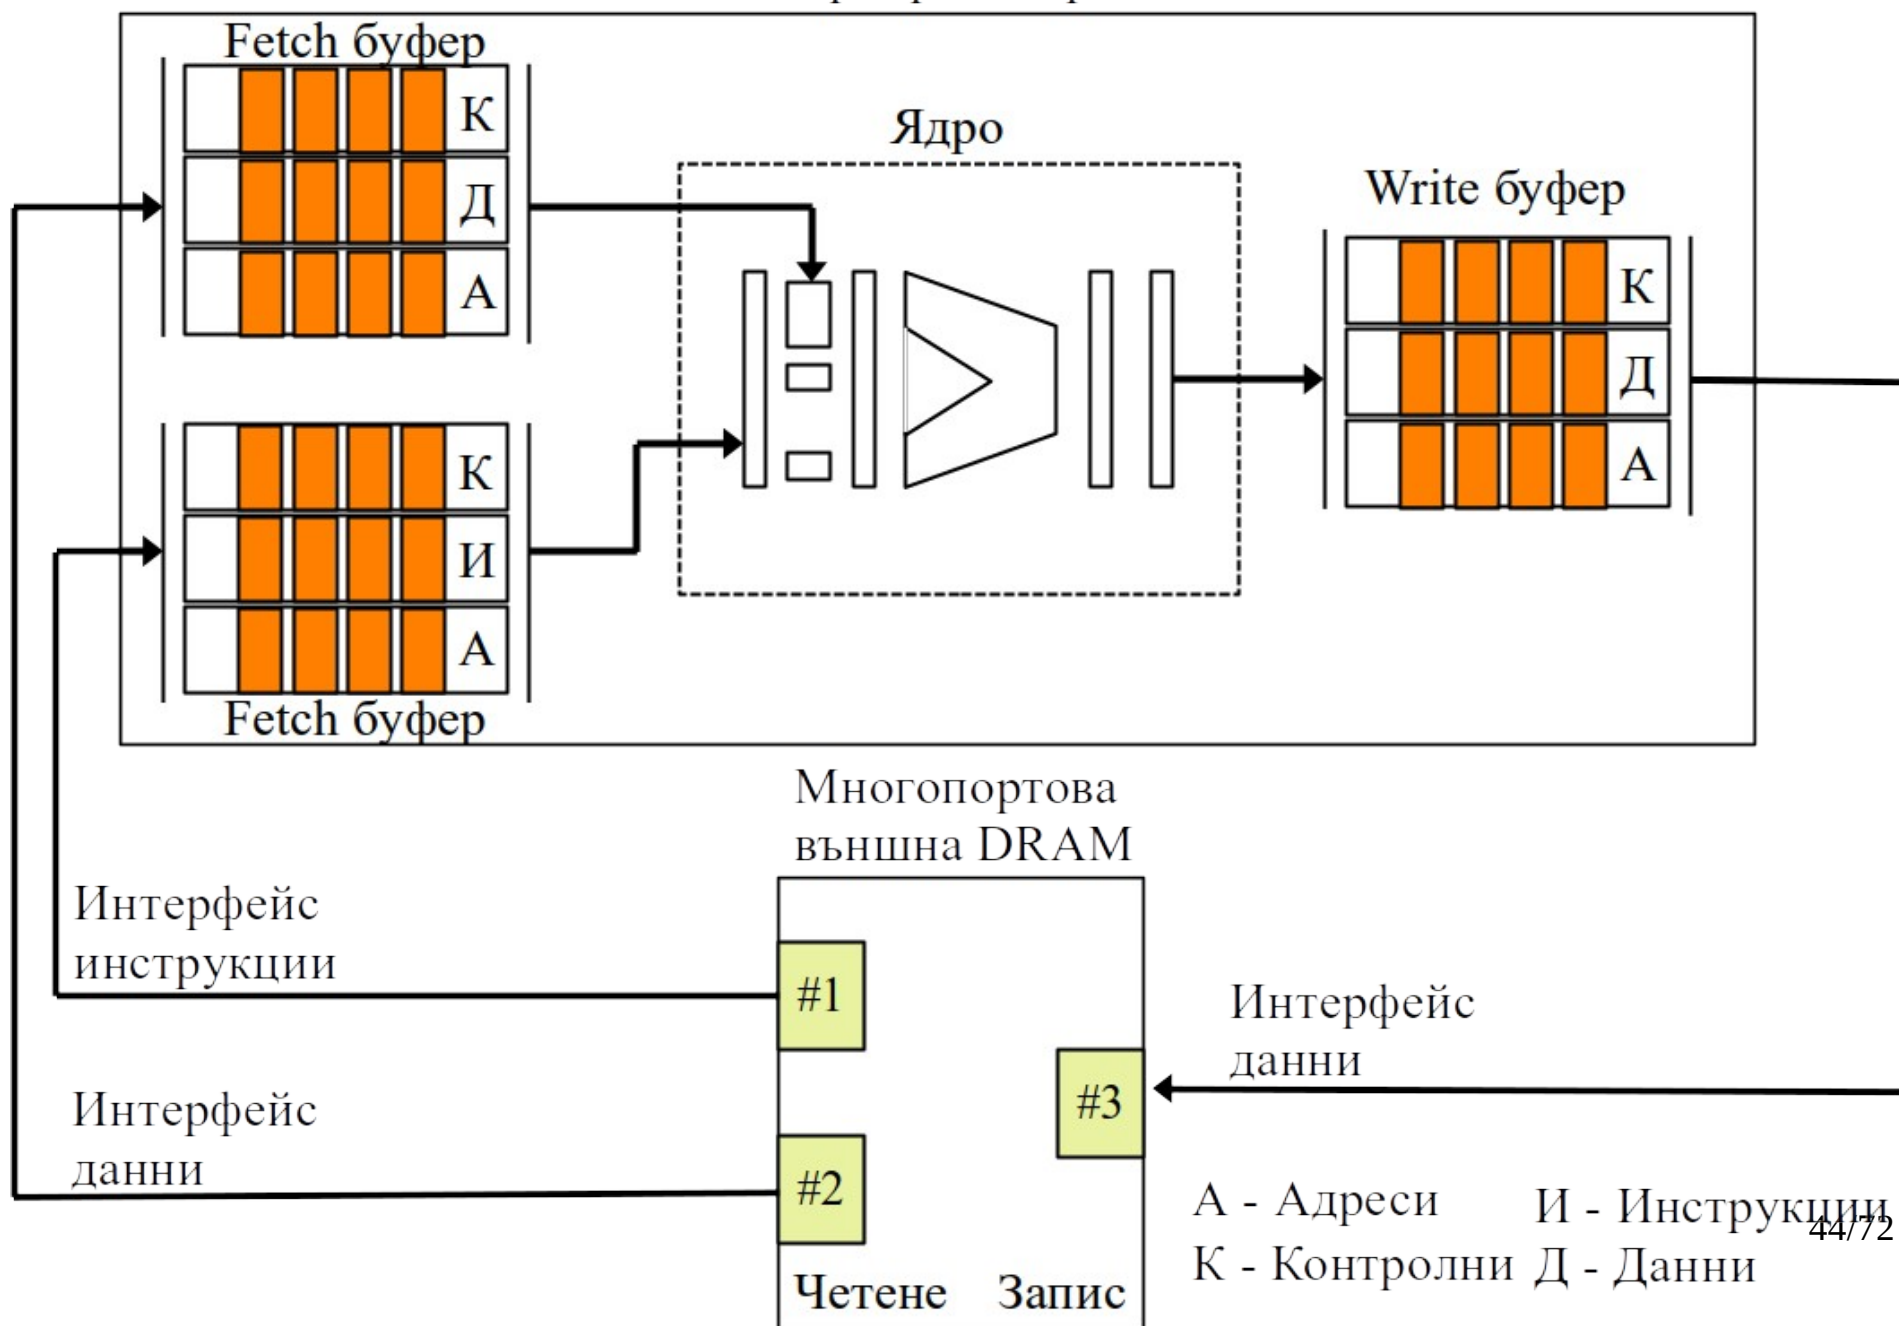 Fetch буфер
К
Д
А
Ядро
Write буфер
К
Д
А
К
И
А
Fetch буфер
Многопортова
външна DRAM
Интерфейс
инструкции
#1
Интерфейс
данни
#3
Интерфейс
данни
#2
А - Адреси И - Инструкции
44/72
К - Контролни Д - Данни
Четене Запис